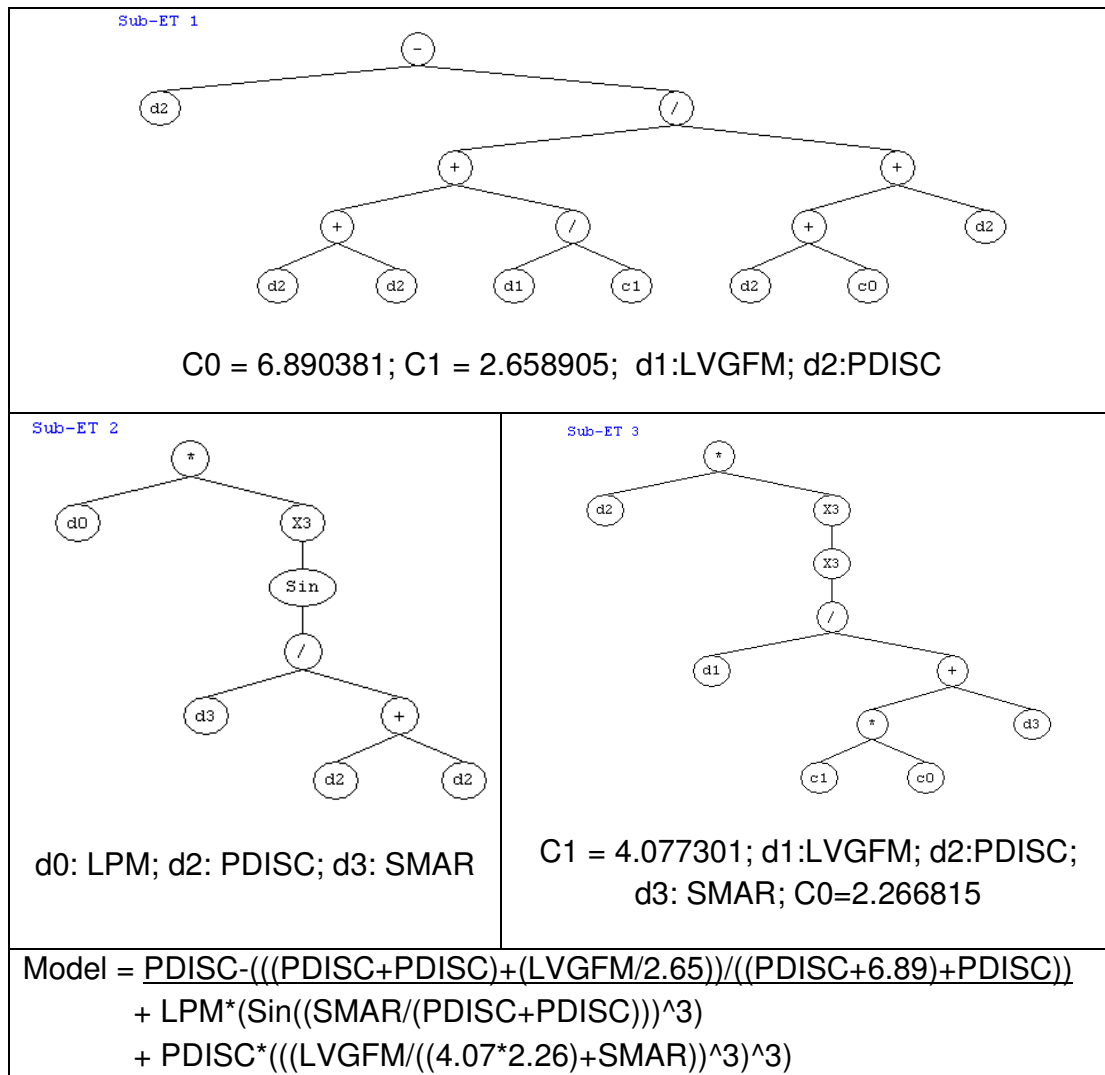 Sub-ET 1
-
d2 /
+ +
+ / + d2
d2 d2 d1 c1 d2 c0
C0 = 6.890381; C1 = 2.658905; d1:LVGFM; d2:PDISC
Sub-ET 2
*
d0 X3
Sin
/
d3 +
d2 d2
d0: LPM; d2: PDISC; d3: SMAR
Sub-ET 3
*
d2 X3
X3
/
d1 +
* d3
c1 c0
C1 = 4.077301; d1:LVGFM; d2:PDISC;
d3: SMAR; C0=2.266815
Model = PDISC-(((PDISC+PDISC)+(LVGFM/2.65))/((PDISC+6.89)+PDISC))
+ LPM*(Sin((SMAR/(PDISC+PDISC)))^3)
+ PDISC*(((LVGFM/((4.07*2.26)+SMAR))^3)^3)